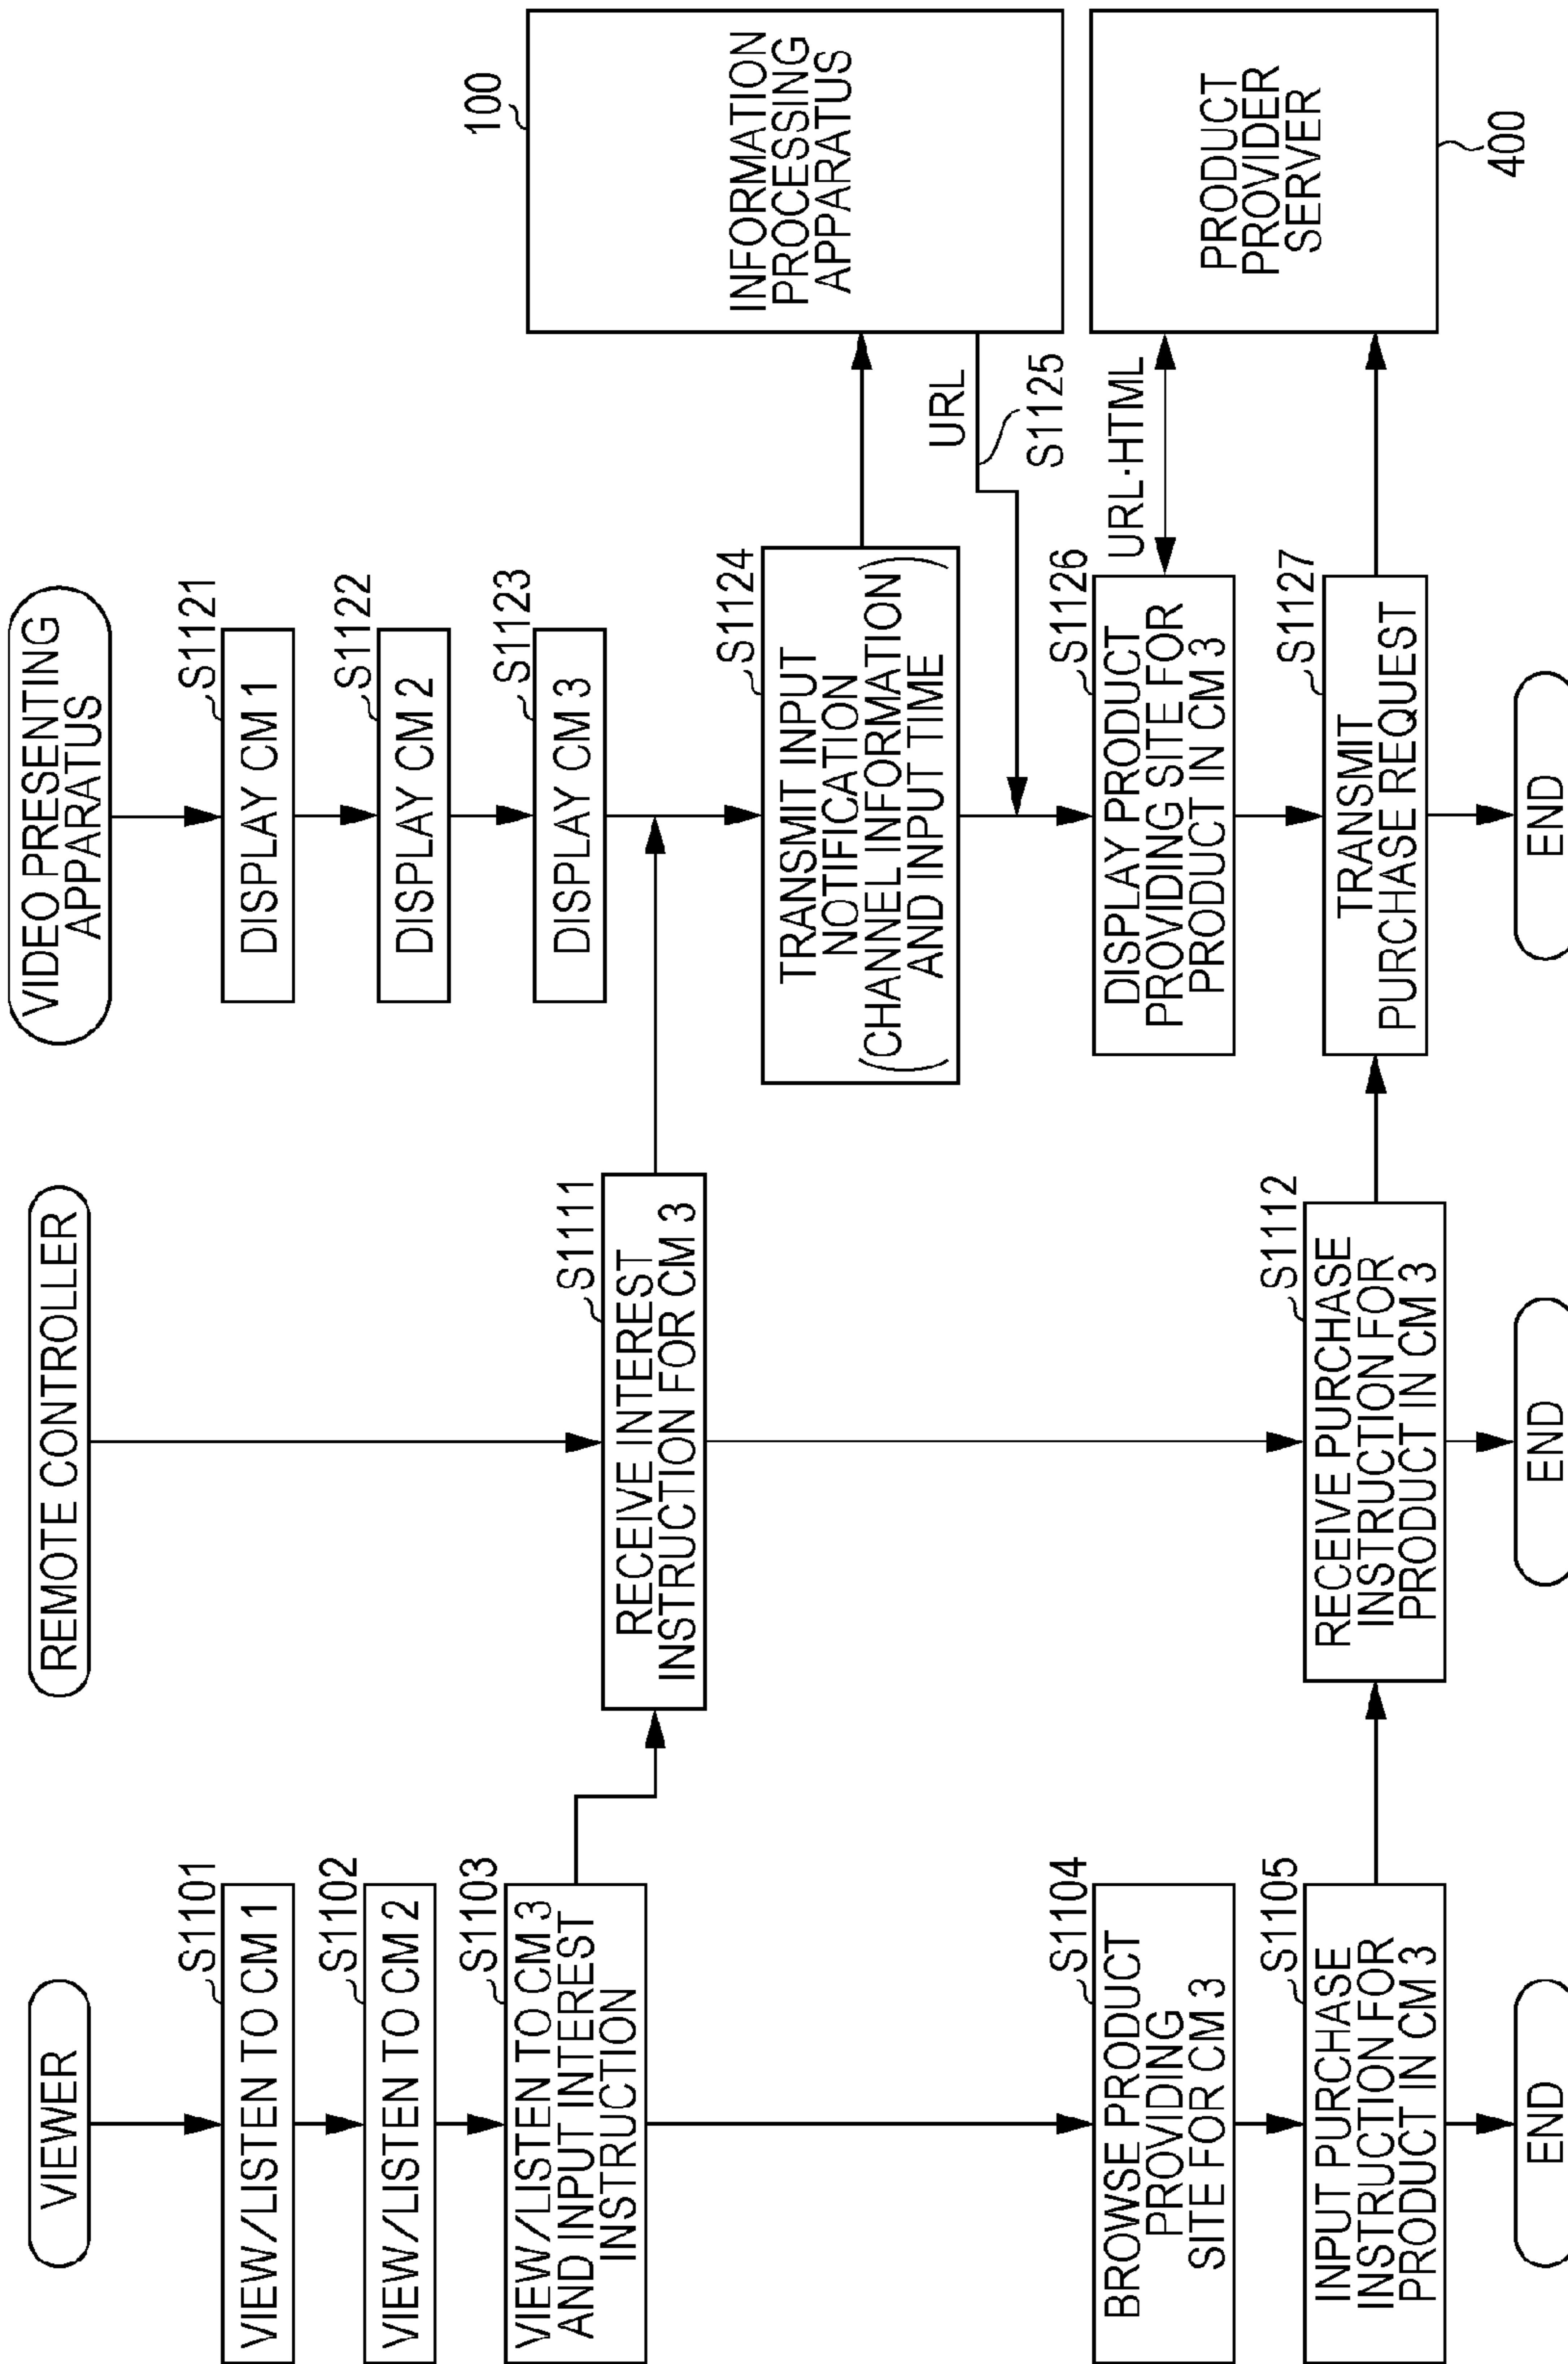 VIEWER
S1101
VIEW/LISTEN TO CM 1
S1102
VIEW/LISTEN TO CM 2
S1103
VIEW/LISTEN TO CM 3
AND INPUT INTEREST
INSTRUCTION
S1104
BROWSE PRODUCT
PROVIDING
SITE FOR CM 3
S1105
INPUT PURCHASE
INSTRUCTION FOR
PRODUCT IN CM 3
END
REMOTE CONTROLLER
S1111
RECEIVE INTEREST
INSTRUCTION FOR CM 3
S1112
RECEIVE PURCHASE
INSTRUCTION FOR
PRODUCT IN CM 3
END
VIDEO PRESENTING
APPARATUS
S1121
DISPLAY CM 1
S1122
DISPLAY CM 2
S1123
DISPLAY CM 3
S1124
TRANSMIT INPUT
NOTIFICATION
(CHANNEL INFORMATION
AND INPUT TIME)
S1126
DISPLAY PRODUCT
PROVIDING SITE FOR
PRODUCT IN CM 3
S1127
TRANSMIT
PURCHASE REQUEST
END
100
INFORMATION
PROCESSING
APPARATUS
URL
S1125
URL·HTML
PRODUCT
PROVIDER
SERVER
400